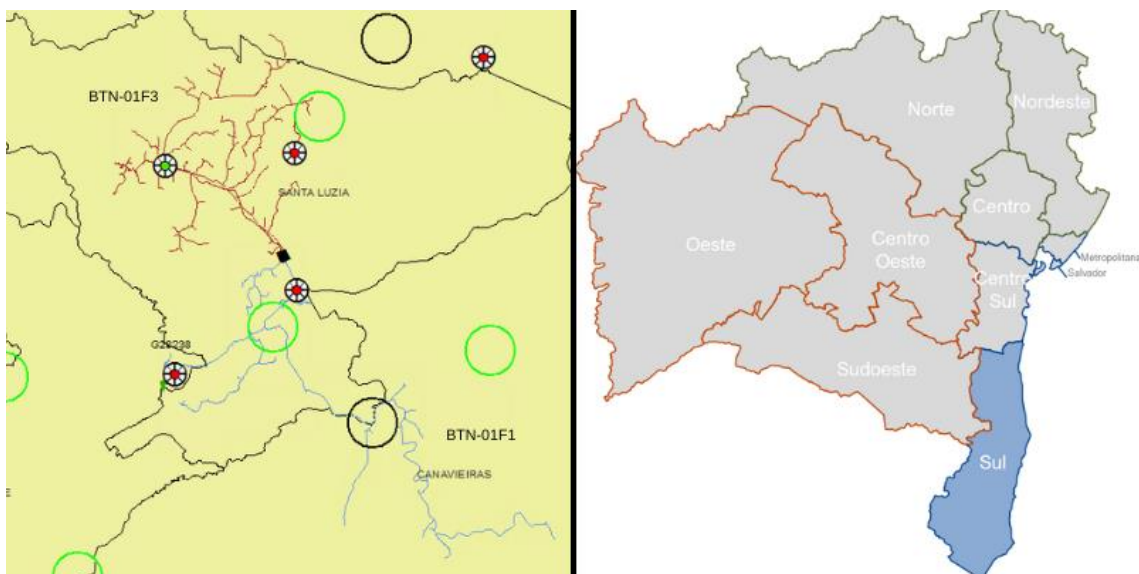 BTN-01F3
SANTA LUZIA
BTN-01F1
CANAVIEIRAS
E
Norte
Nordeste
Centro
Oeste
Centro
Oeste
Metropolitana
Salvador
Centro
Sul
Sudoeste
Sul